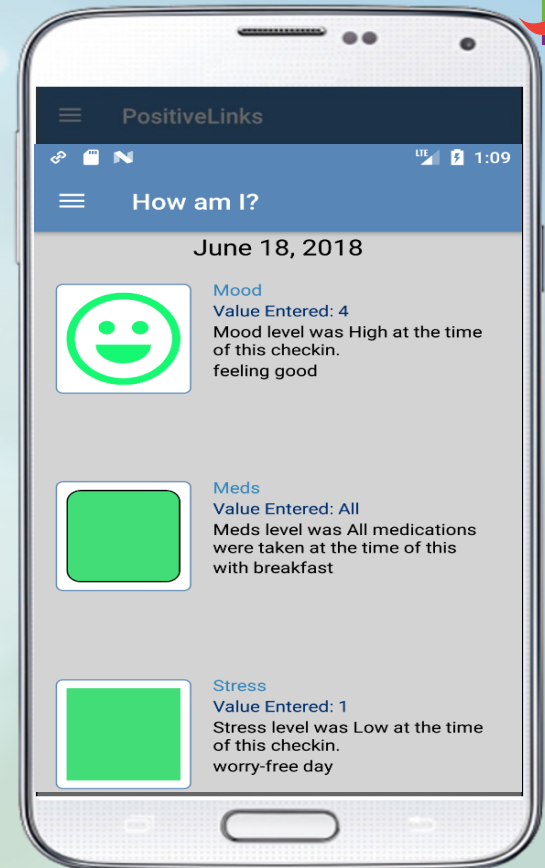 PositiveLinks
LTE 1:09
How am I?
June 18, 2018
Mood
Value Entered: 4
Mood level was High at the time
of this checkin.
feeling good
Meds
Value Entered: All
Meds level was All medications
were taken at the time of this
with breakfast
Stress
Value Entered: 1
Stress level was Low at the time
of this checkin.
worry-free day